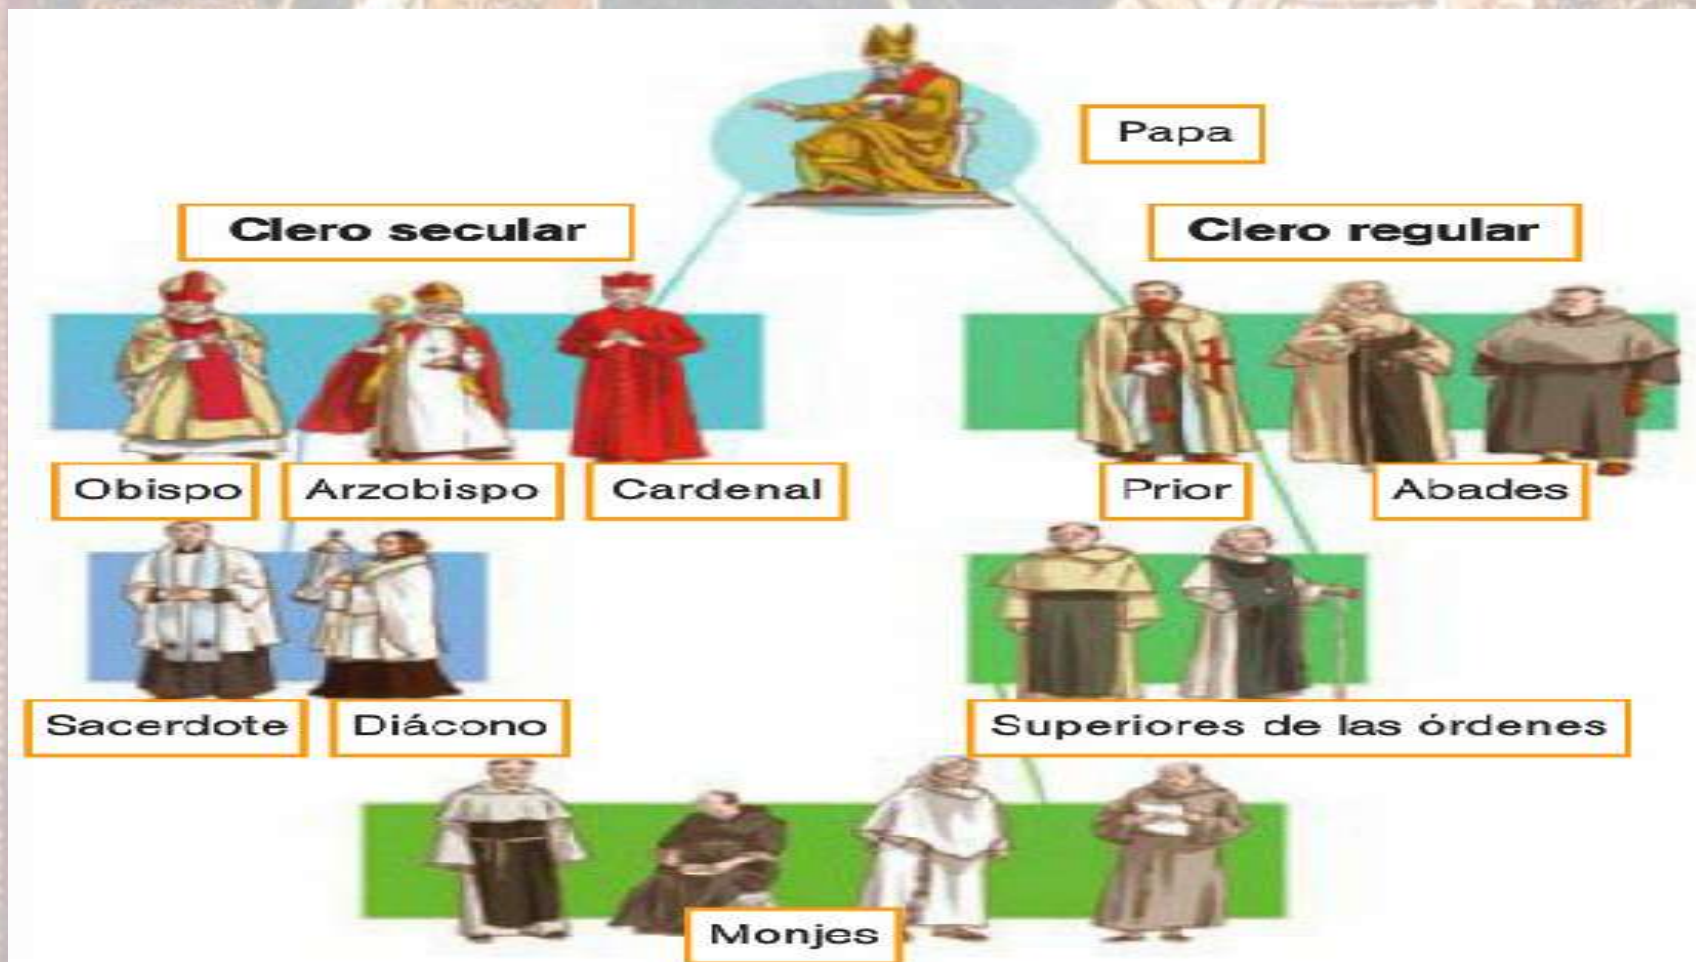 Papa
Clero secular
Clero regular
Obispo
Arzobispo
Cardenal
Prior
Abades
Sacerdote
Diácono
Superiores de las órdenes
Monjes